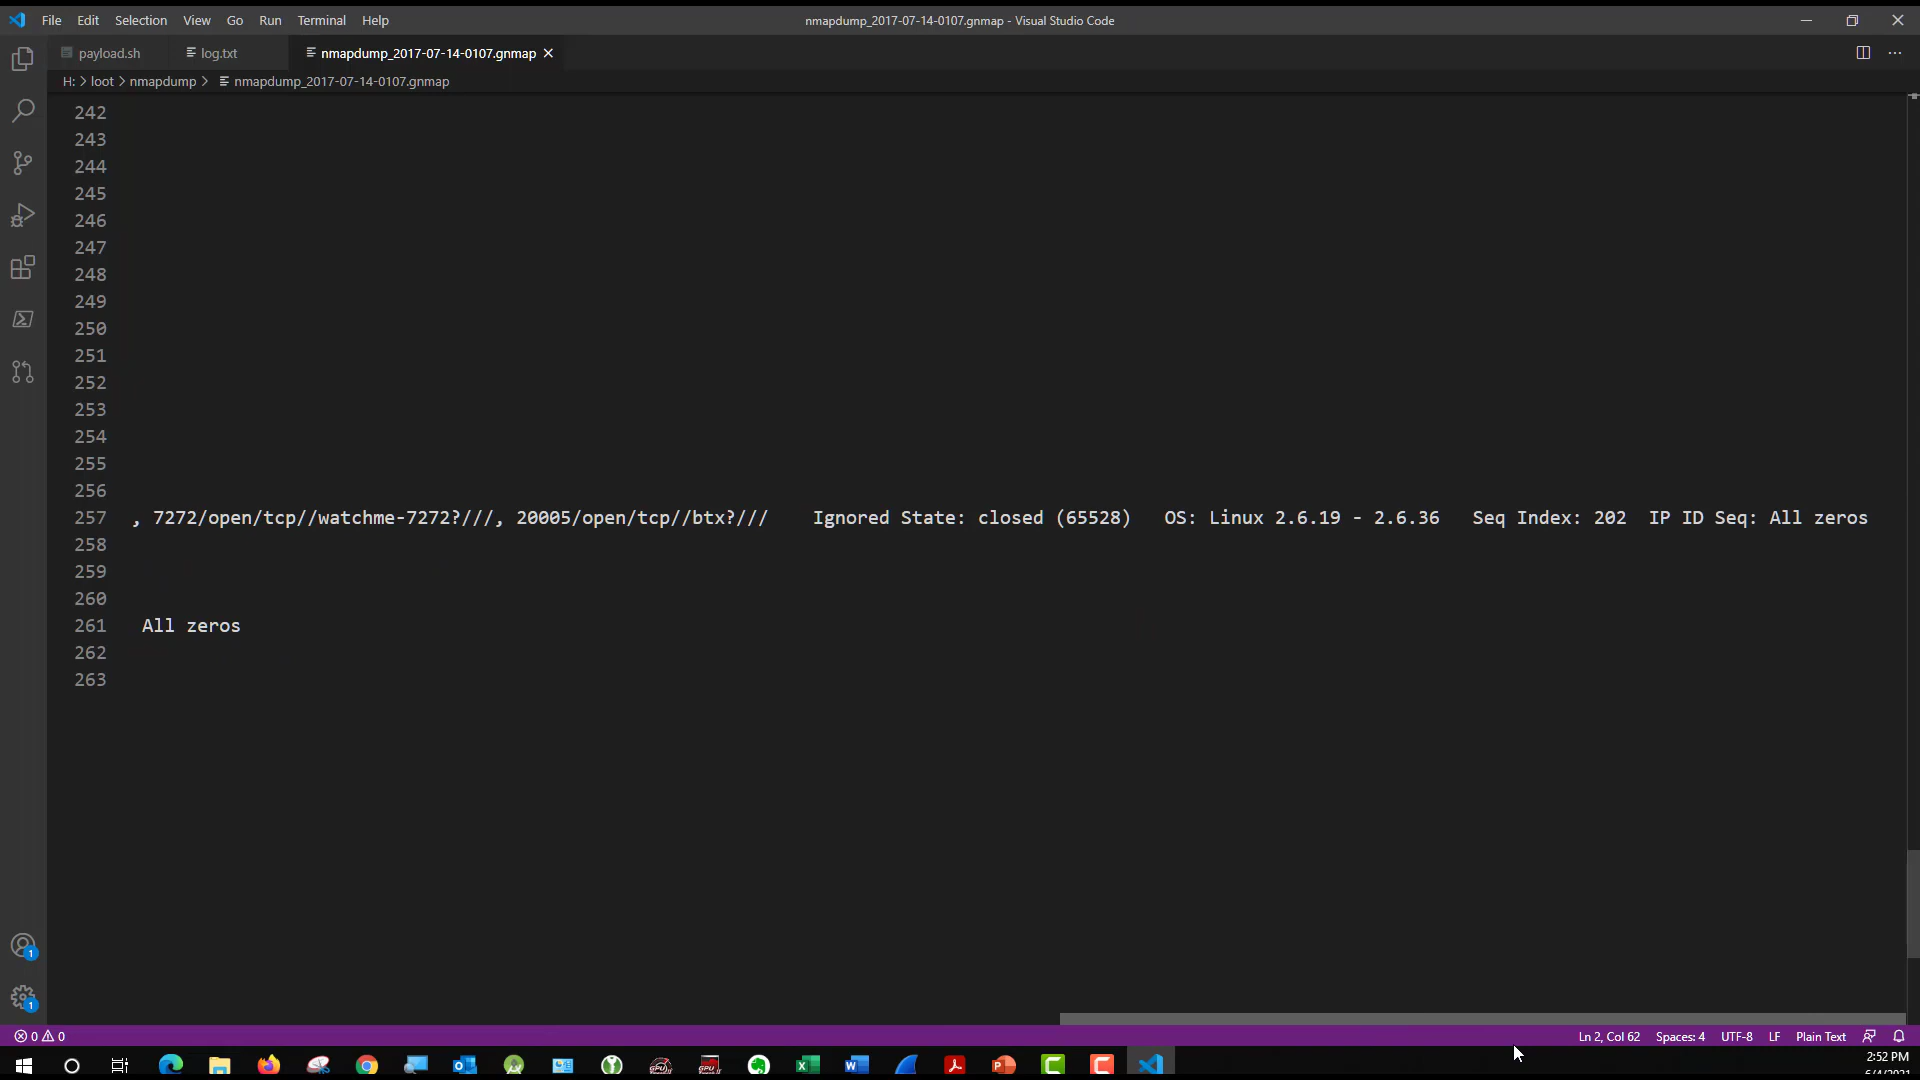 File Edit Selection View Go Run Terminal Help
nmapdump_2017-07-14-0107.gnmap - Visual Studio Code
payload.sh log.txt nmapdump_2017-07-14-0107.gnmap
H: > loot > nmapdump > nmapdump_2017-07-14-0107.gnmap
242
243
244
245
246
247
248
249
250
251
252
253
254
255
256
257 , 7272/open/tcp//watchme-7272?///, 20005/open/tcp//btx?/// Ignored State: closed (65528) OS: Linux 2.6.19 - 2.6.36 Seq Index: 202 IP ID Seq: All zeros
258
259
260
261 All zeros
262
263
1
1
0 0 Ln 2, Col 62 Spaces: 4 UTF-8 LF Plain Text
2:52 PM
6/4/2021